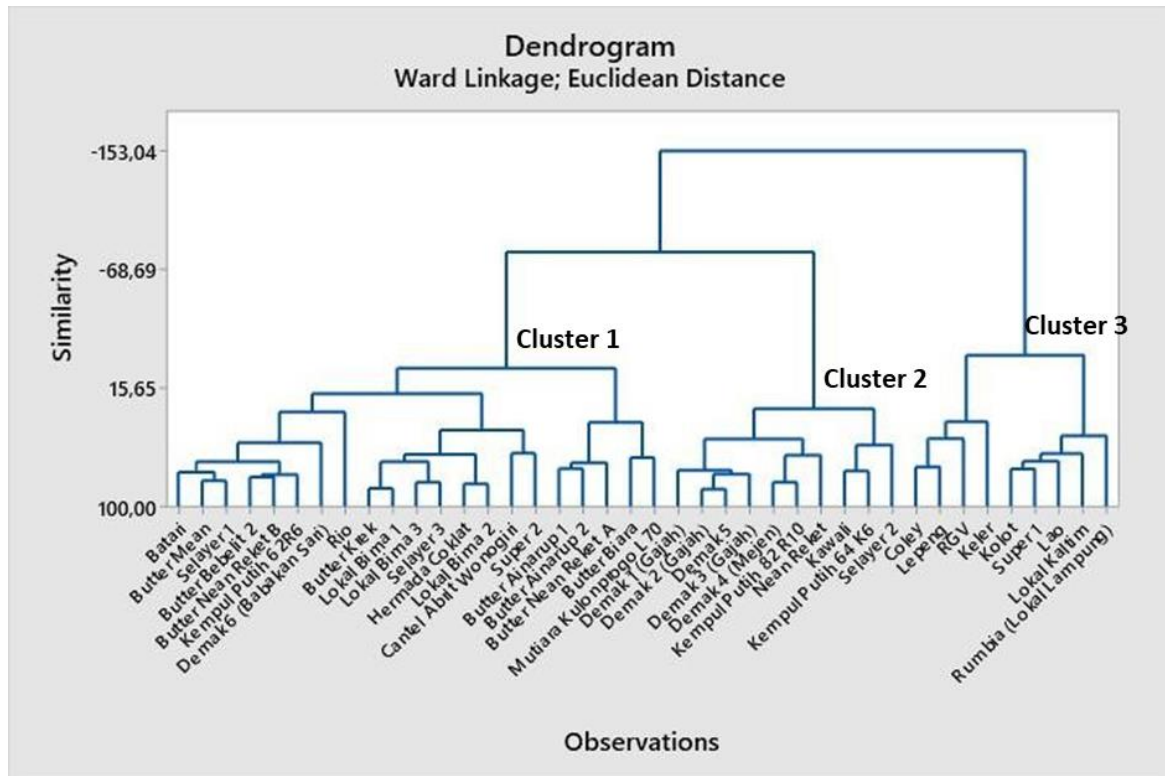 Dendrogram
Ward Linkage; Euclidean Distance
Similarity
-153,04
-68,69
15,65
100,00
Cluster 1
Cluster 2
Cluster 3
Batari
Butter Mean
Selayer 1
Butter Bespelit 2
Butter Nean Reket B
Kempul Putih 62R6
Demak6 (Babakan Sari)
Rio
Butter Ktek
Lokal Bima 1
Lokal Bima 3
Selayer 3
Hermada Coklat
Lokal Bima 2
Cantel Abrit Wonogiri
Super 2
Butter Ainarup 1
Butter Ainarup 2
Butter Nean Reket A
Butter Biara
Mutiara Kulonprogo L 70
Demak 1 (Gajah)
Demak 2 (Gajah)
Demak5
Demak 3 (Gajah)
Demak 4 (Mejen)
Kempul Putih 82 R10
Nean Reket
Kawali
Kempul Putih 64 K6
Selayer 2
Coley
Lepeng
RGV
Keler
Kolot
Super1
Lao
Lokal Kaltim
Rumbia (Lokal Lampung)
Observations